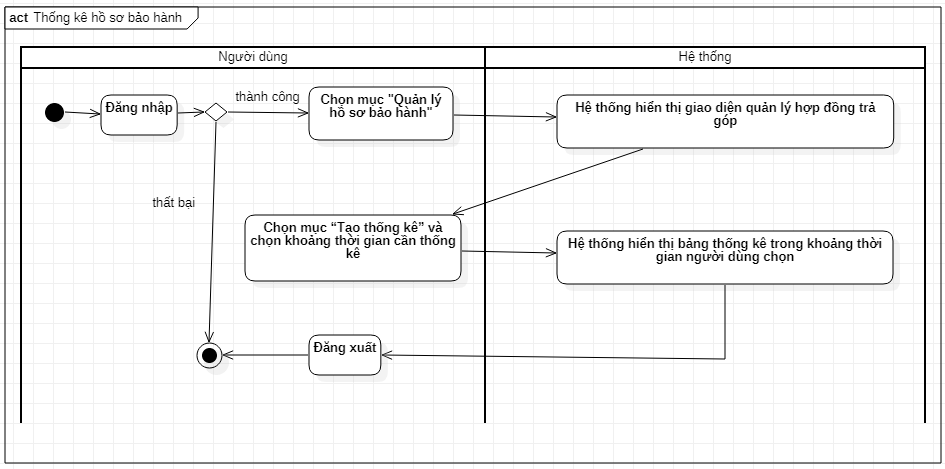 act Thống kê hồ sơ bảo hành
Người dùng
Hệ thống
Đăng nhập
thành công
Chọn mục "Quản lý
hồ sơ bảo hành"
Hệ thống hiển thị giao diện quản lý hợp đồng trả
góp
thất bại
Chọn mục “Tạo thống kê” và
chọn khoảng thời gian cần thống
kê
Hệ thống hiển thị bảng thống kê trong khoảng thời
gian người dùng chọn
Đăng xuất